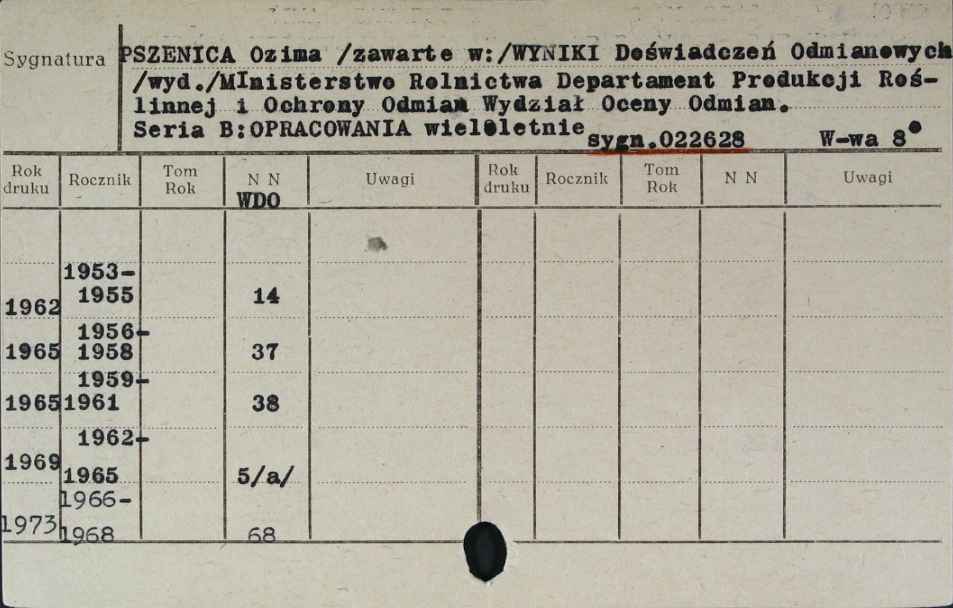 Sygnatura
PSZENICA Ozima /zawarte w:/WYNIKI Doświadczeń Odmianowych
/wyd./MInisterstwo Rolnictwa Departament Produkcji Roś-
linnej i Ochrony Odmian Wydział Oceny Odmian.
Seria B:OPRACOWANIA wieloletnie sygn.022628 W-wa 8°
Rok druku Rocznik Tom Rok N N Uwagi Rok druku Rocznik Tom Rok N N Uwagi
WDO
1953-
1962 1955 14
1956-
1965 1958 37
1959-
1965 1961 38
1962-
1969 1965 5/a/
1966-
1973 1968 68